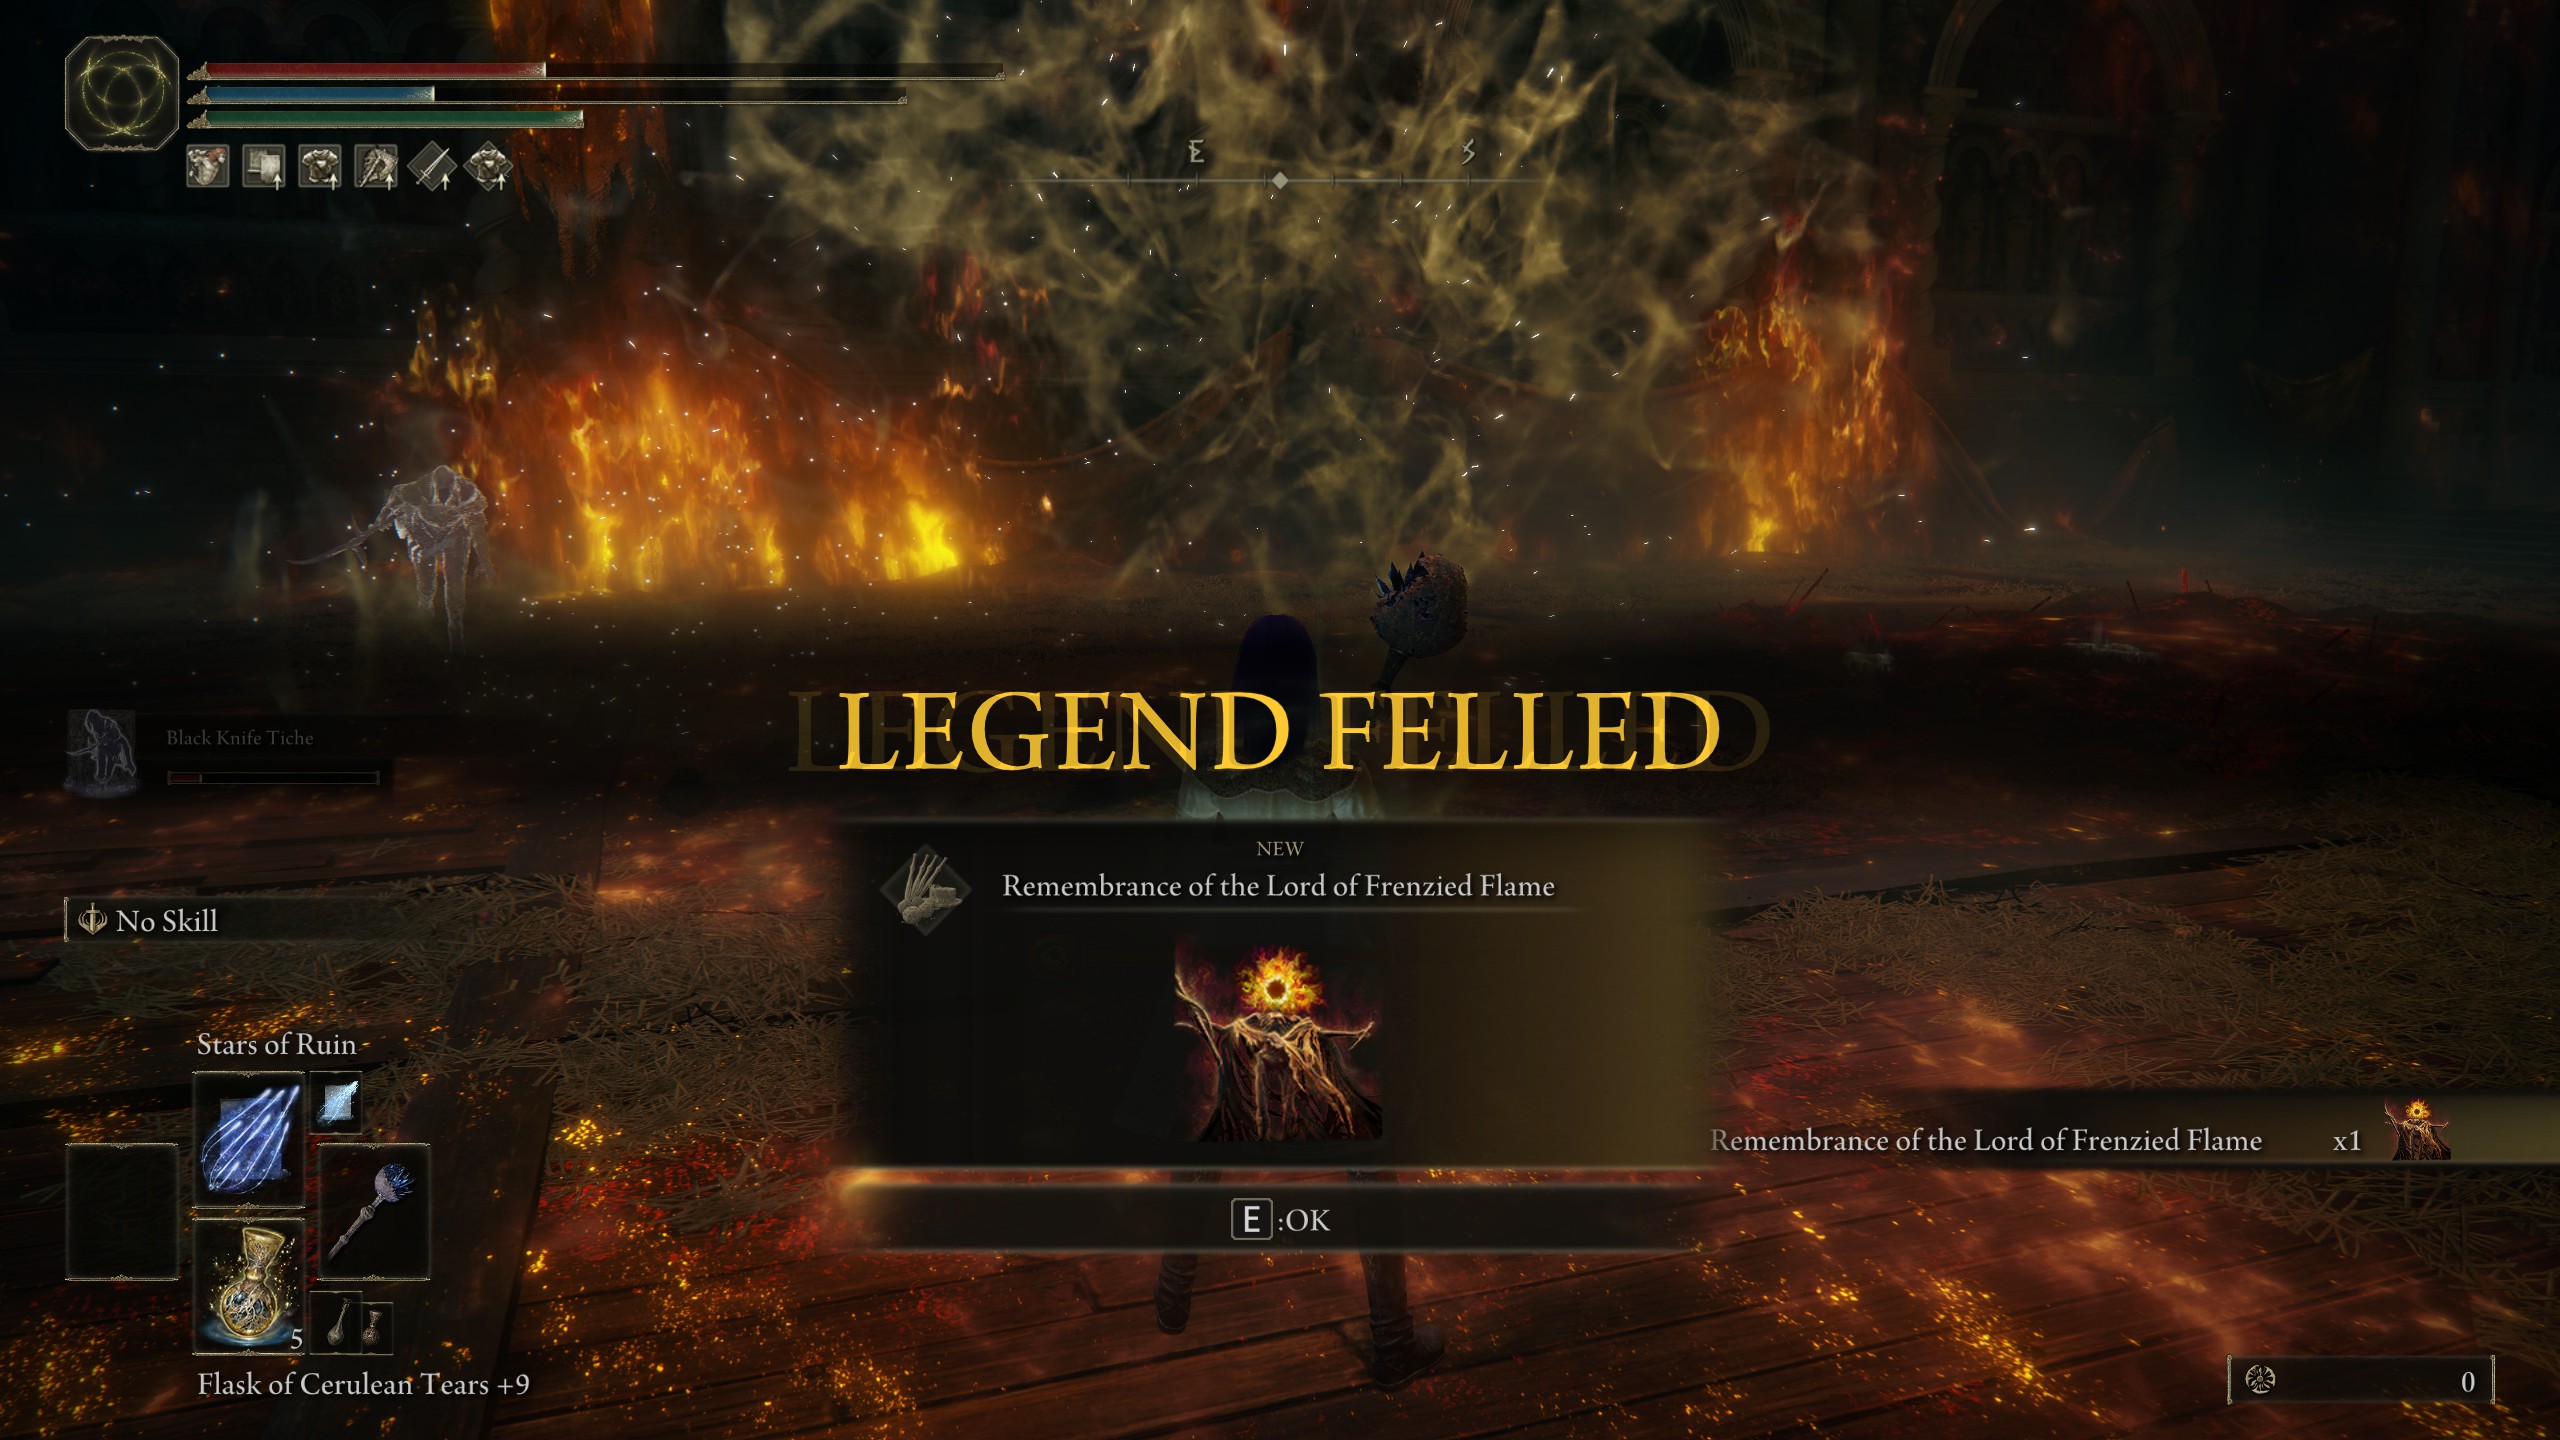 E S
LEGEND FELLED
Black Knife Tiche
NEW
Remembrance of the Lord of Frenzied Flame
No Skill
Stars of Ruin
Remembrance of the Lord of Frenzied Flame x1
E:OK
5
Flask of Cerulean Tears +9
0